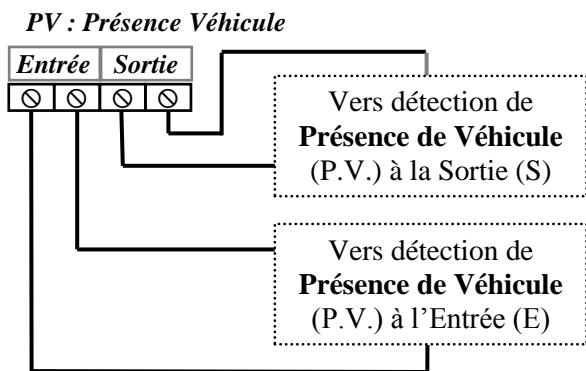 PV : Présence Véhicule
Entrée Sortie
Vers détection de
Présence de Véhicule
(P.V.) à la Sortie (S)
Vers détection de
Présence de Véhicule
(P.V.) à l’Entrée (E)